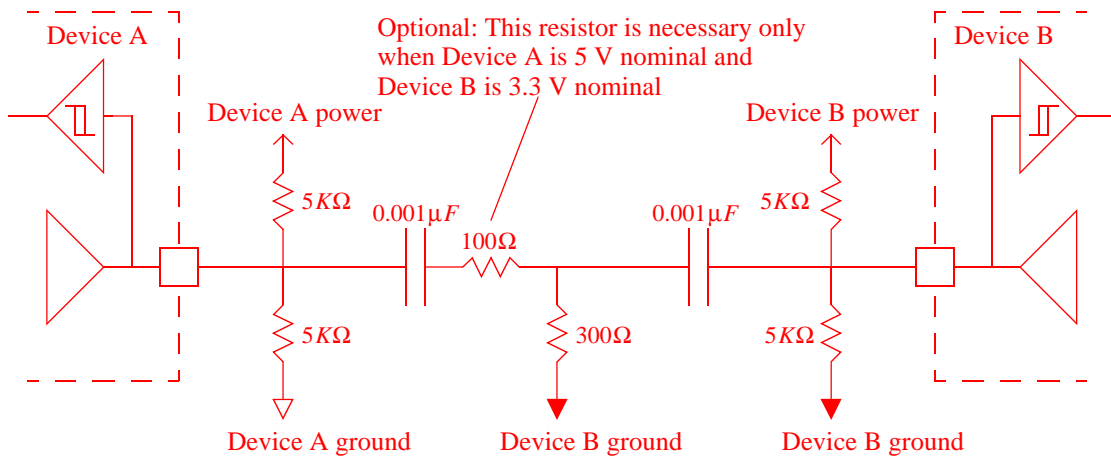 Device A
Optional: This resistor is necessary only
when Device A is 5 V nominal and
Device B is 3.3 V nominal
Device B
Device A power
Device B power
5KΩ
0.001µF
100Ω
0.001µF
5KΩ
5KΩ
300Ω
5KΩ
Device A ground
Device B ground
Device B ground